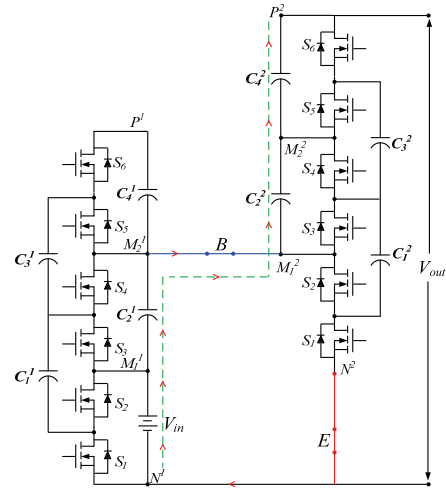 P²
S₆
C₄²
S₅
P¹
M₂²
C₃²
S₆
S₄
C₄¹
C₂²
S₃
S₅
M₂¹
B
M₁²
C₁²
V_out
C₃¹
S₂
S₄
C₂¹
S₃
S₁
M₁¹
N²
C₁¹
S₂
V_in
E
S₁
N¹